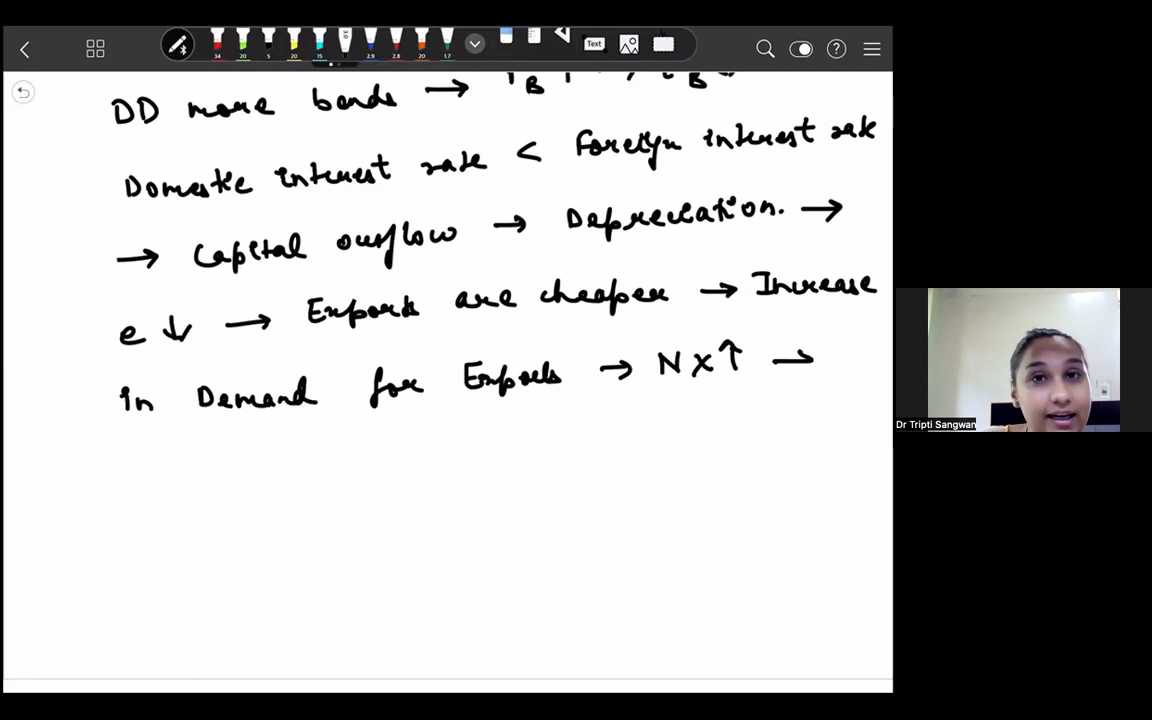 Text
DD more bonds →
Domestic interest rate < Foreign interest rate
→ Capital outflow → Depreciation. →
e ↓ → Exports are cheaper → Increase
in Demand for Exports → NX↑ →
Dr Tripti Sangwan